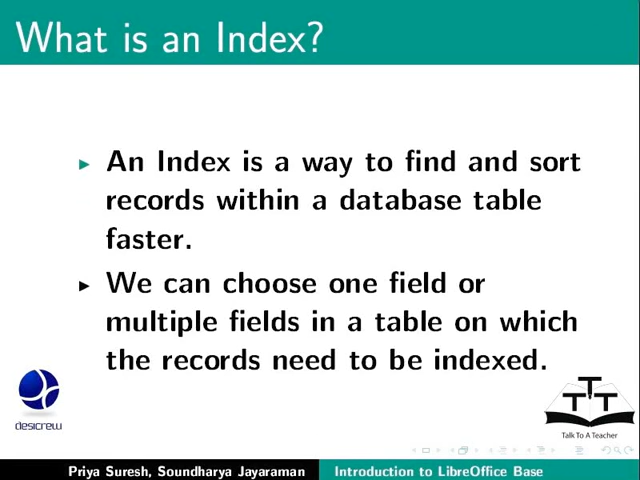 What is an Index?
An Index is a way to find and sort
records within a database table
faster.
We can choose one field or
multiple fields in a table on which
the records need to be indexed.
desicrew
TTT
Talk To A Teacher
Priya Suresh, Soundharya Jayaraman
Introduction to LibreOffice Base